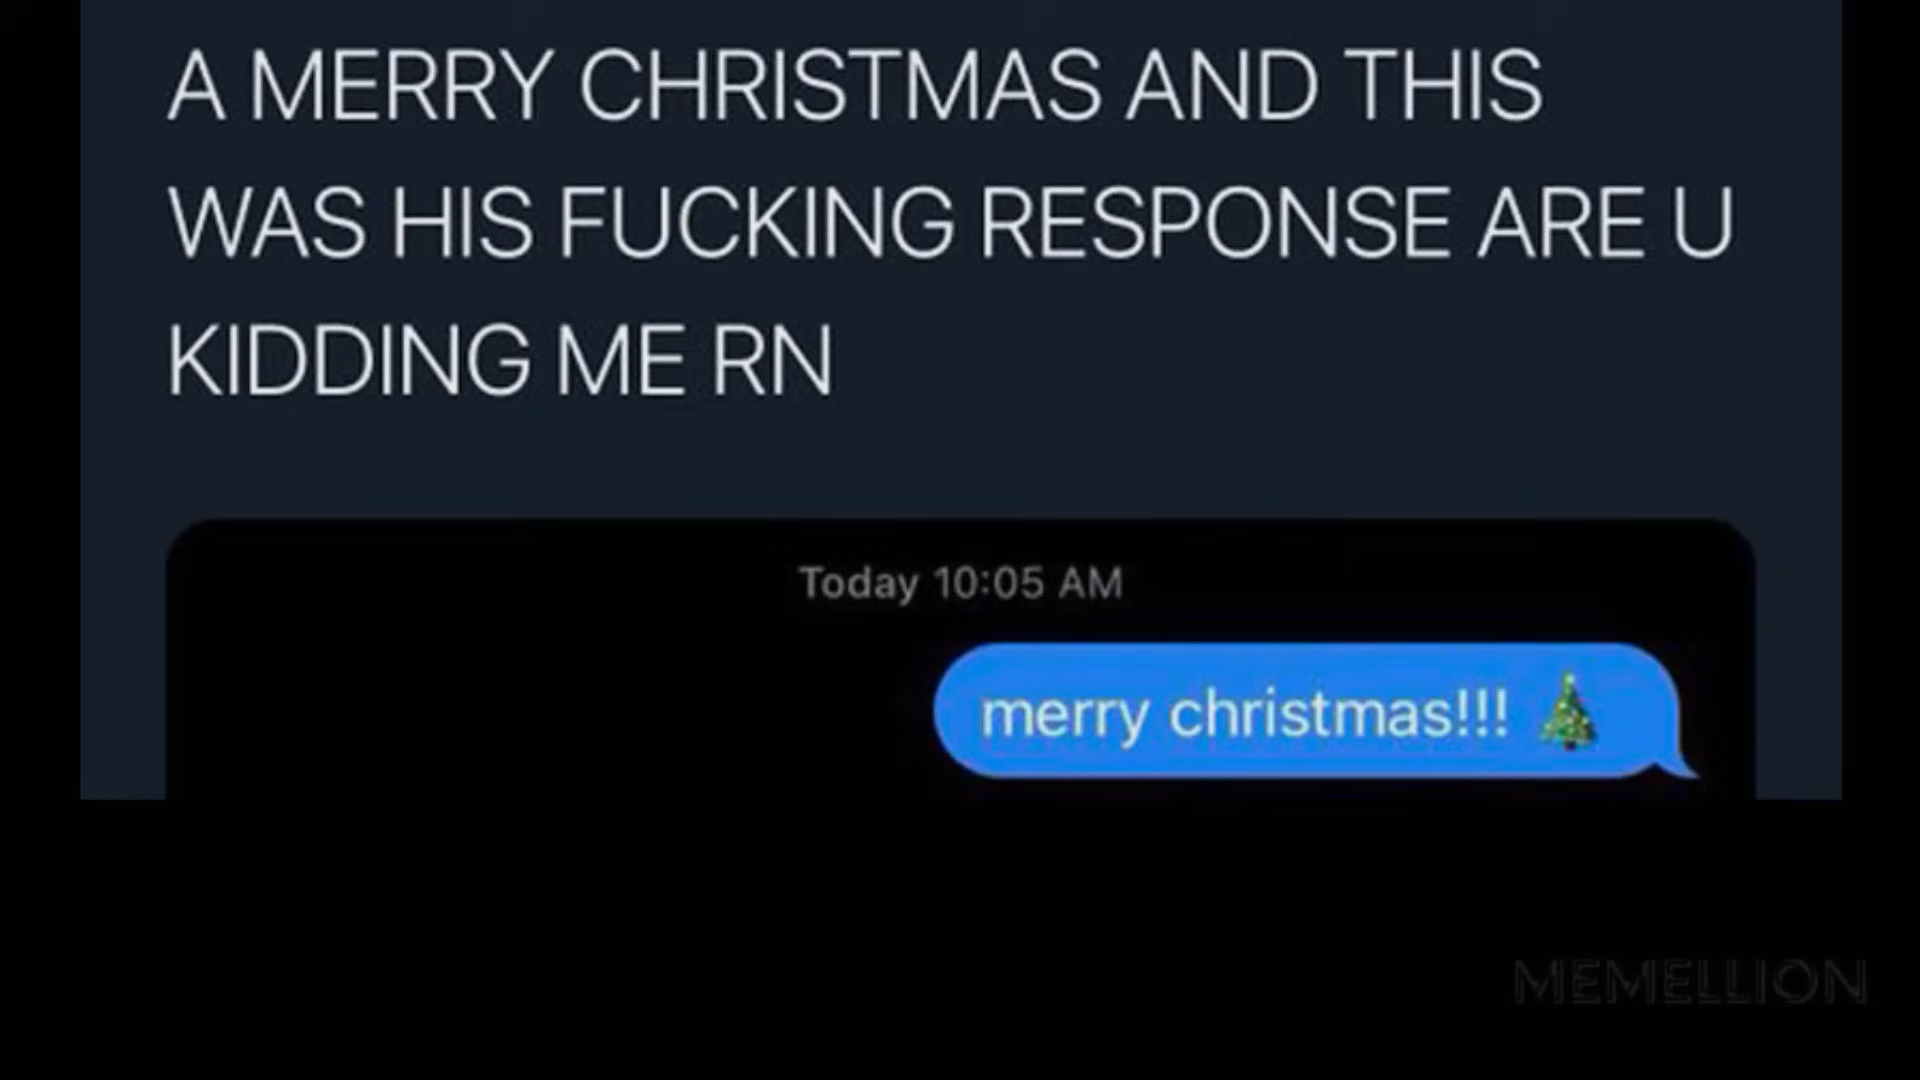 A MERRY CHRISTMAS AND THIS
WAS HIS FUCKING RESPONSE ARE U
KIDDING ME RN
Today 10:05 AM
merry christmas!!! 🎄
MEMELLION